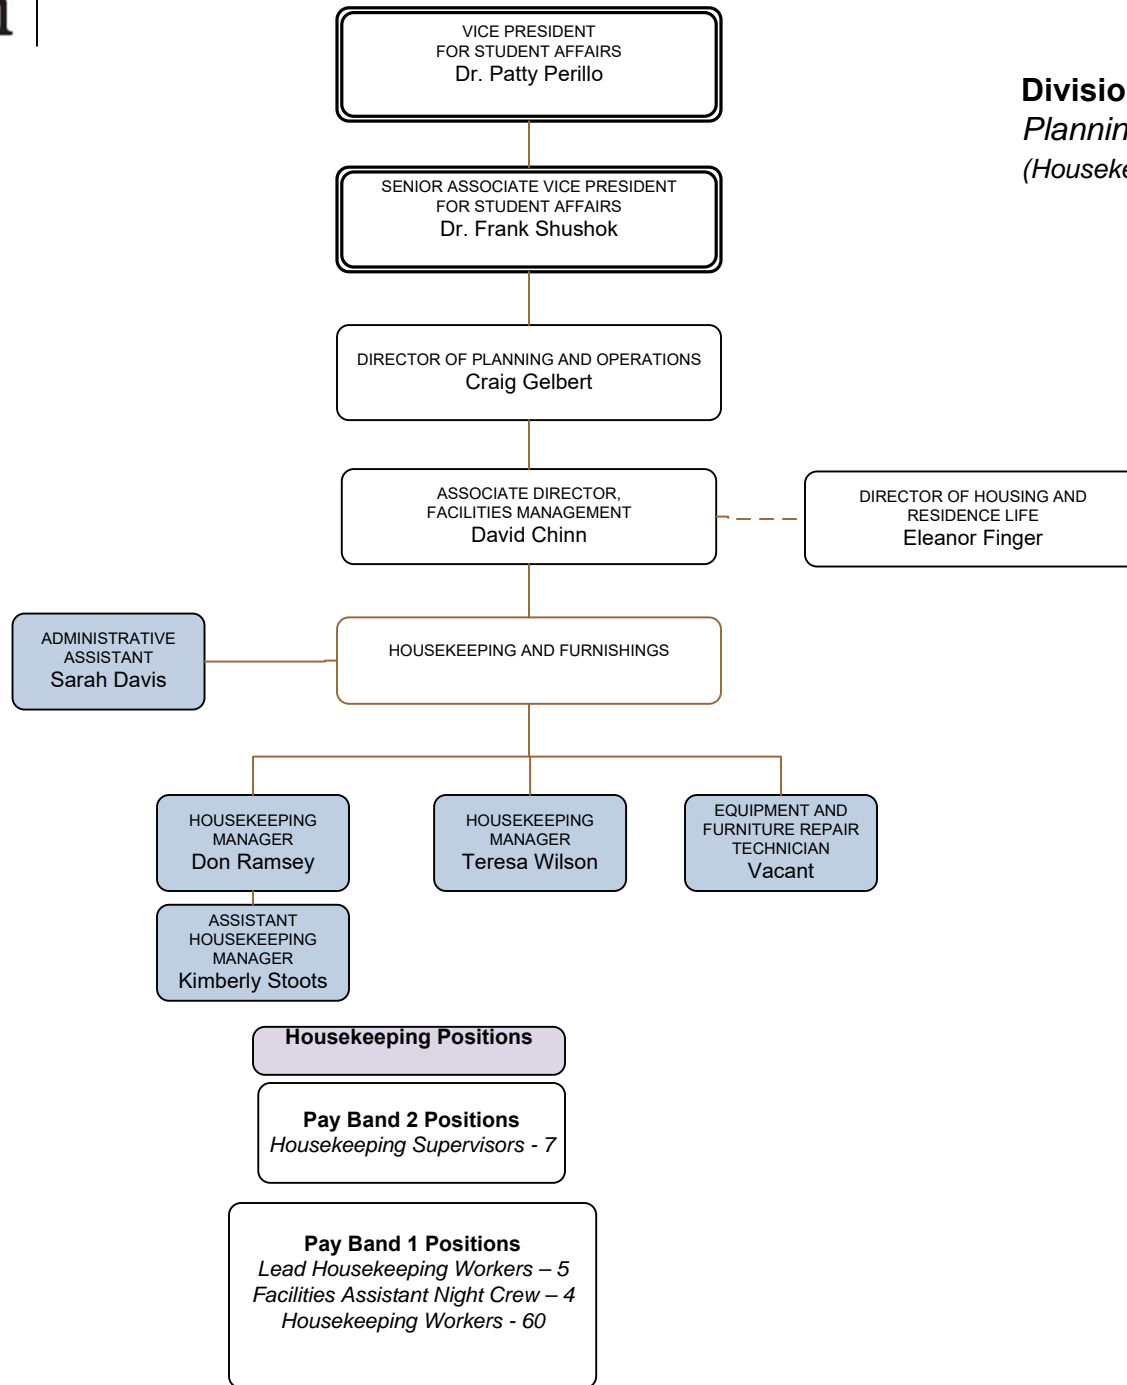 VICE PRESIDENT
FOR STUDENT AFFAIRS
Dr. Patty Perillo
SENIOR ASSOCIATE VICE PRESIDENT
FOR STUDENT AFFAIRS
Dr. Frank Shushok
DIRECTOR OF PLANNING AND OPERATIONS
Craig Gelbert
ASSOCIATE DIRECTOR,
FACILITIES MANAGEMENT
David Chinn
DIRECTOR OF HOUSING AND
RESIDENCE LIFE
Eleanor Finger
ADMINISTRATIVE
ASSISTANT
Sarah Davis
HOUSEKEEPING AND FURNISHINGS
HOUSEKEEPING
MANAGER
Don Ramsey
HOUSEKEEPING
MANAGER
Teresa Wilson
EQUIPMENT AND
FURNITURE REPAIR
TECHNICIAN
Vacant
ASSISTANT
HOUSEKEEPING
MANAGER
Kimberly Stoots
Housekeeping Positions
Pay Band 2 Positions
Housekeeping Supervisors - 7
Pay Band 1 Positions
Lead Housekeeping Workers – 5
Facilities Assistant Night Crew – 4
Housekeeping Workers - 60